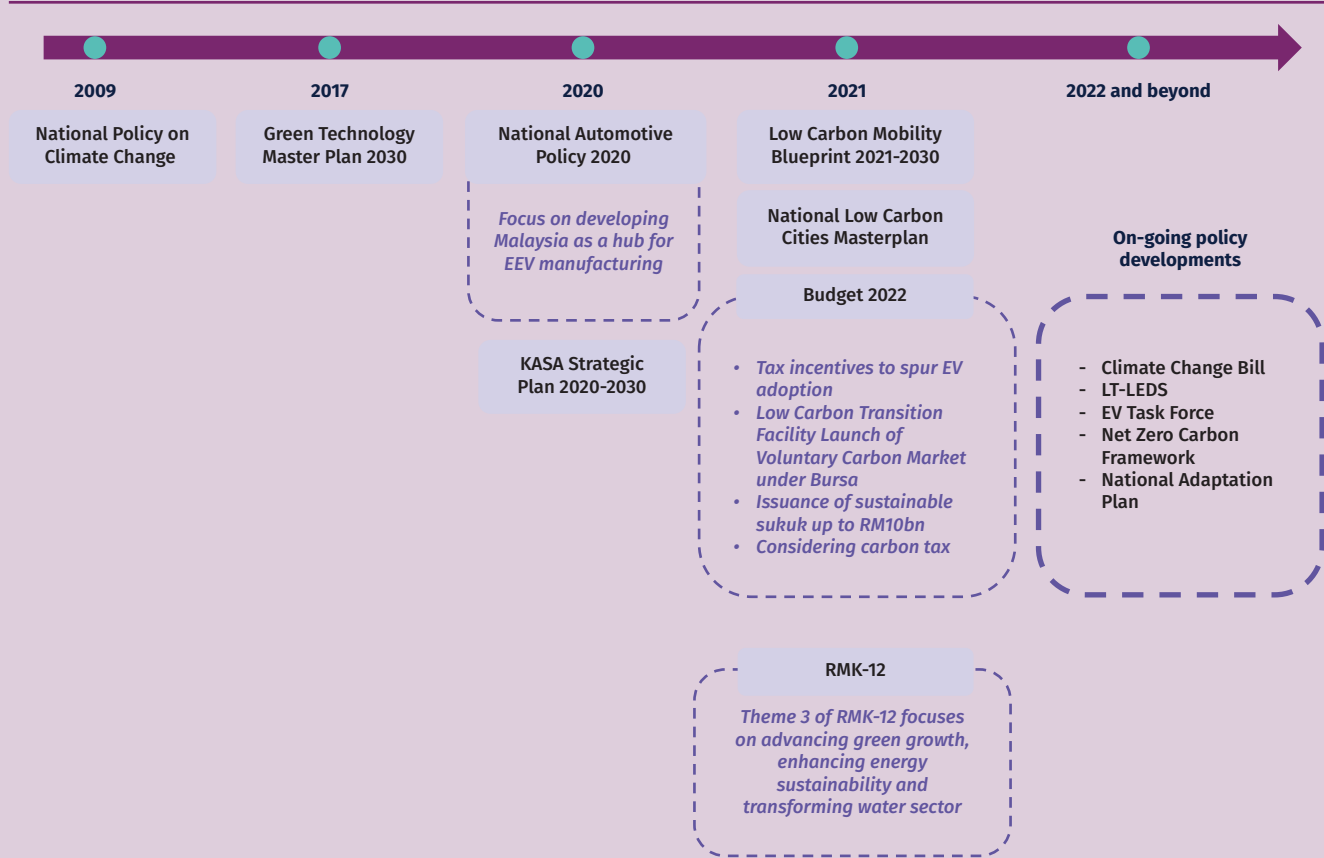 2009
National Policy on
Climate Change
2017
Green Technology
Master Plan 2030
2020
National Automotive
Policy 2020
Focus on developing
Malaysia as a hub for
EEV manufacturing
KASA Strategic
Plan 2020-2030
2021
Low Carbon Mobility
Blueprint 2021-2030
National Low Carbon
Cities Masterplan
Budget 2022
• Tax incentives to spur EV
adoption
• Low Carbon Transition
Facility Launch of
Voluntary Carbon Market
under Bursa
• Issuance of sustainable
sukuk up to RM10bn
• Considering carbon tax
RMK-12
Theme 3 of RMK-12 focuses
on advancing green growth,
enhancing energy
sustainability and
transforming water sector
2022 and beyond
On-going policy
developments
- Climate Change Bill
- LT-LEDS
- EV Task Force
- Net Zero Carbon
Framework
- National Adaptation
Plan